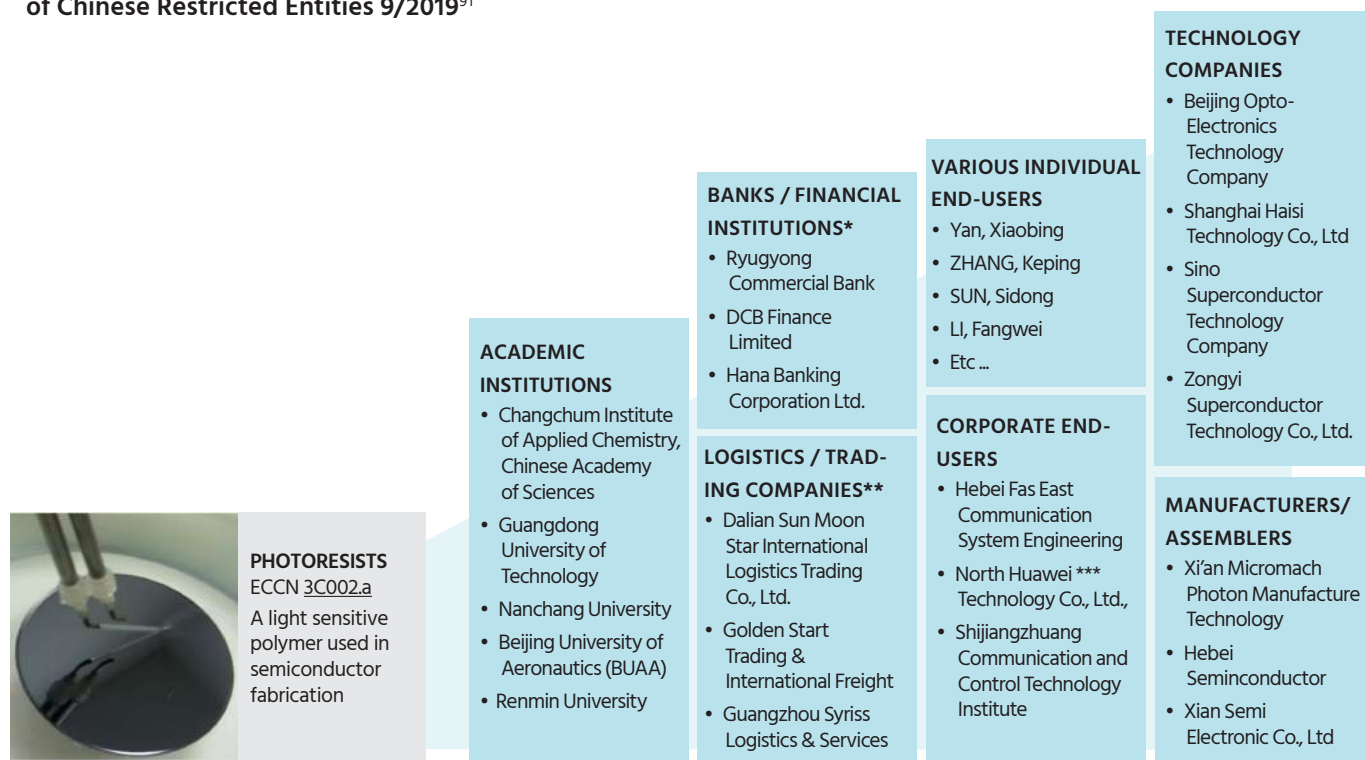 of Chinese Restricted Entities 9/2019⁹¹
PHOTORESISTS
ECCN 3C002.a
A light sensitive
polymer used in
semiconductor
fabrication
ACADEMIC
INSTITUTIONS
• Changchum Institute
of Applied Chemistry,
Chinese Academy
of Sciences
• Guangdong
University of
Technology
• Nanchang University
• Beijing University of
Aeronautics (BUAA)
• Renmin University
BANKS / FINANCIAL
INSTITUTIONS*
• Ryugyong
Commercial Bank
• DCB Finance
Limited
• Hana Banking
Corporation Ltd.
LOGISTICS / TRAD-
ING COMPANIES**
• Dalian Sun Moon
Star International
Logistics Trading
Co., Ltd.
• Golden Start
Trading &
International Freight
• Guangzhou Syriss
Logistics & Services
VARIOUS INDIVIDUAL
END-USERS
• Yan, Xiaobing
• ZHANG, Keping
• SUN, Sidong
• LI, Fangwei
• Etc ...
CORPORATE END-
USERS
• Hebei Fas East
Communication
System Engineering
• North Huawei ***
Technology Co., Ltd.,
• Shijiangzhuang
Communication and
Control Technology
Institute
TECHNOLOGY
COMPANIES
• Beijing Opto-
Electronics
Technology
Company
• Shanghai Haisi
Technology Co., Ltd
• Sino
Superconductor
Technology
Company
• Zongyi
Superconductor
Technology Co., Ltd.
MANUFACTURERS/
ASSEMBLERS
• Xi’an Micromach
Photon Manufacture
Technology
• Hebei
Seminconductor
• Xian Semi
Electronic Co., Ltd